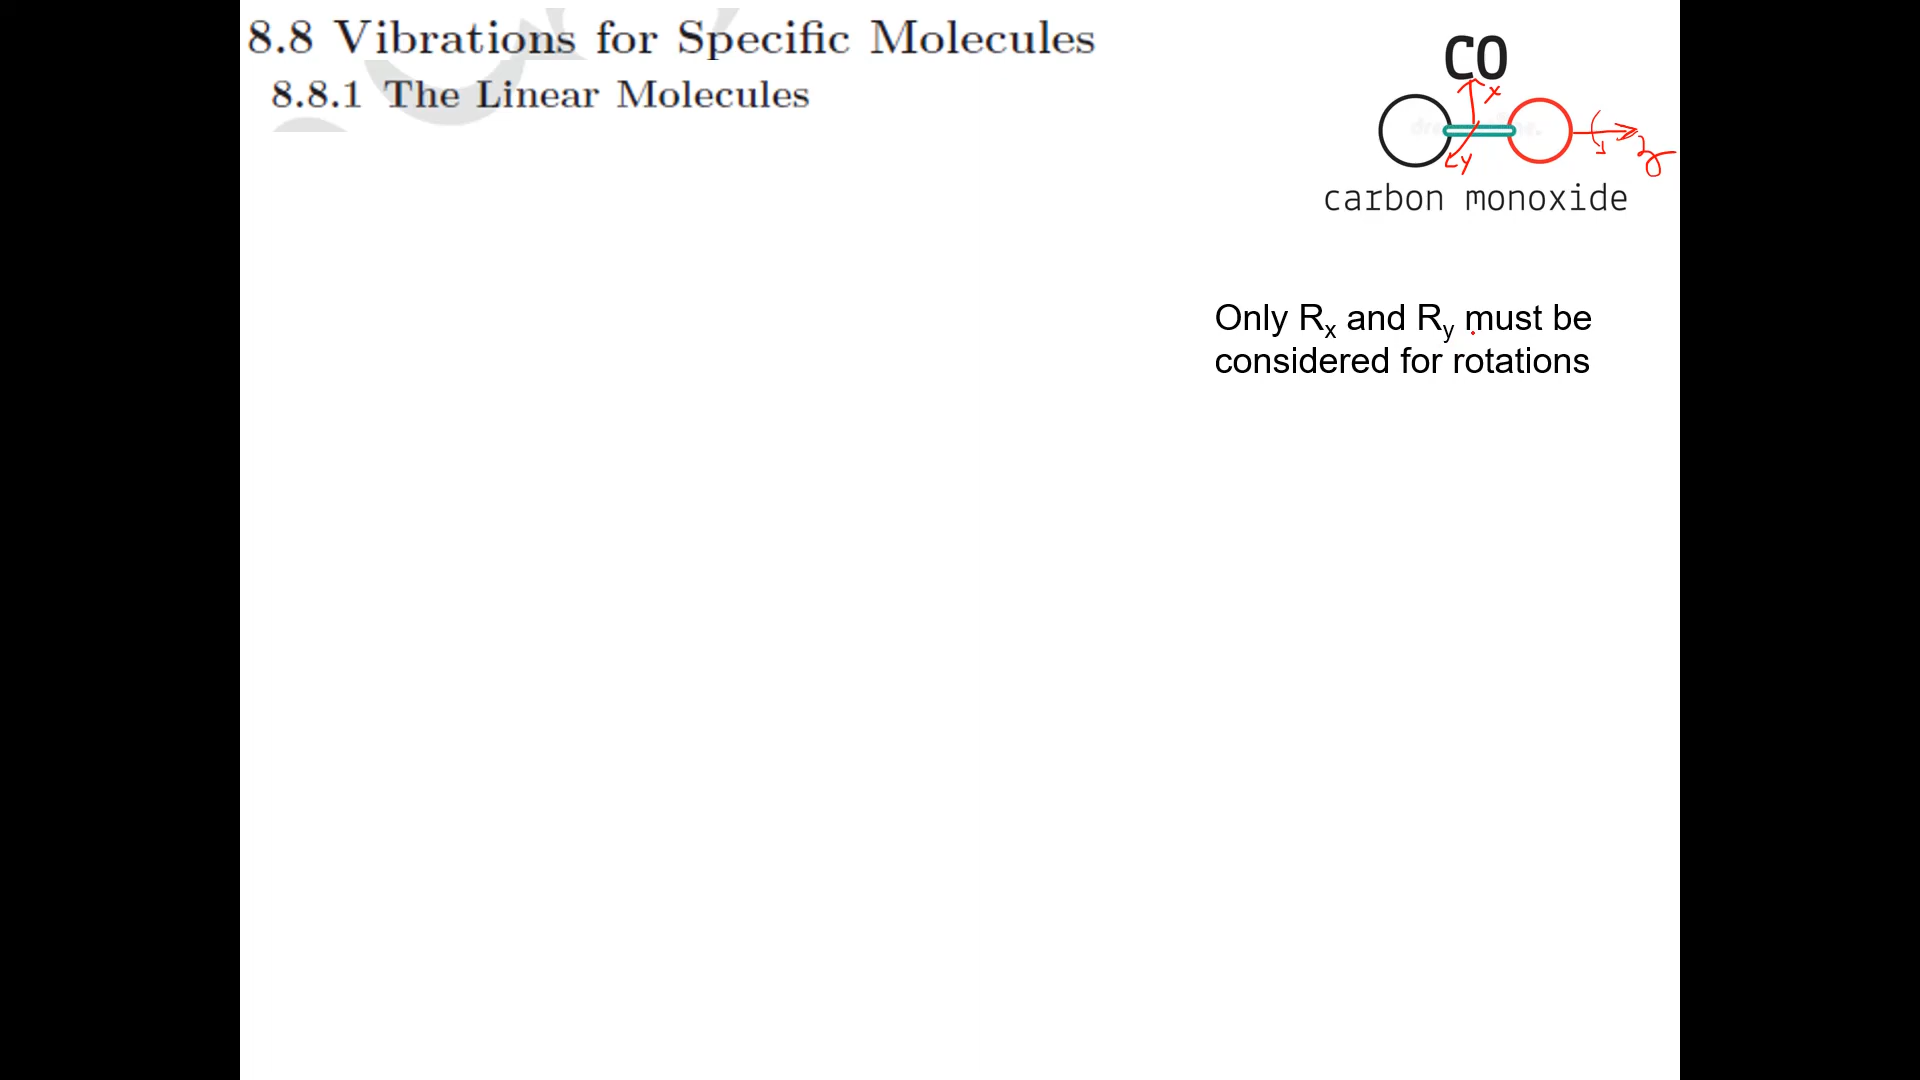 8.8 Vibrations for Specific Molecules
8.8.1 The Linear Molecules
CO
x
y
z
carbon monoxide
Only Rx and Ry must be
considered for rotations